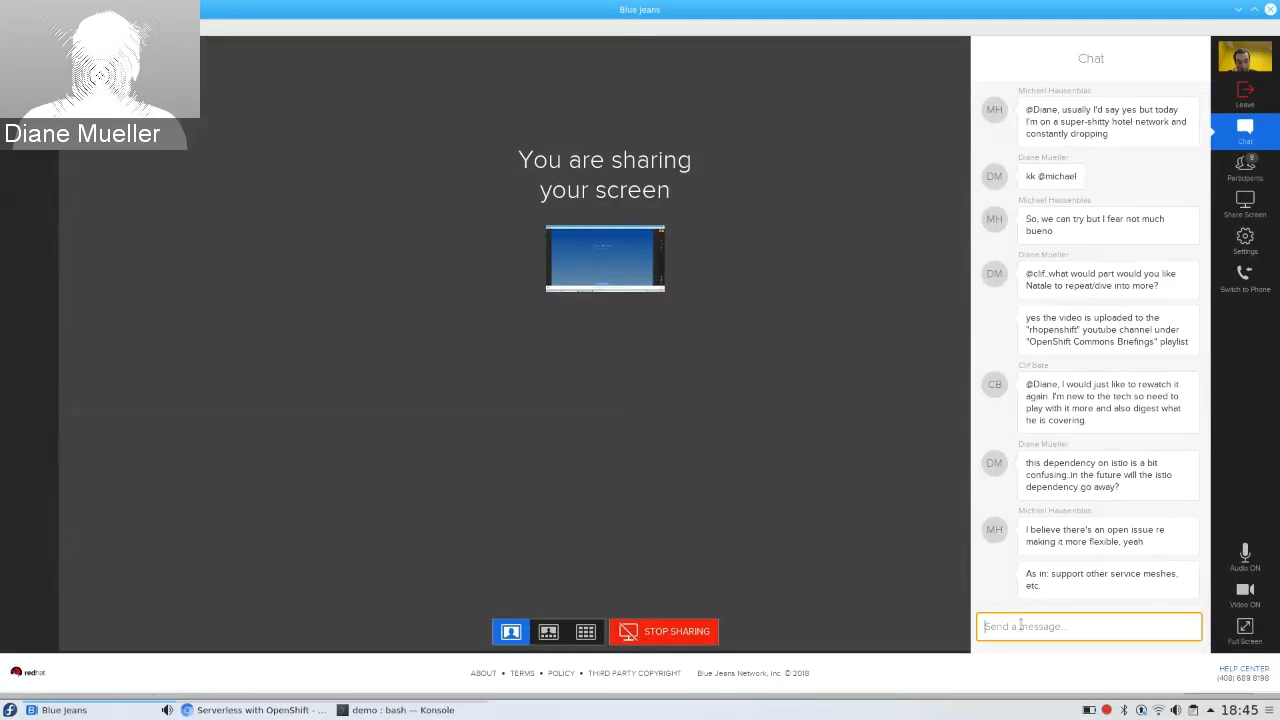 Blue Jeans
Diane Mueller
You are sharing
your screen
STOP SHARING
Chat
Michael Hausenblas
MH
@Diane, usually I'd say yes but today
I'm on a super-shitty hotel network and
constantly dropping
Diane Mueller
DM
kk @michael
Michael Hausenblas
MH
So, we can try but I fear not much
bueno
Diane Mueller
DM
@clif..what would part would you like
Natale to repeat/dive into more?
yes the video is uploaded to the
"rhopenshift" youtube channel under
"OpenShift Commons Briefings" playlist
Clif Bate
CB
@Diane, I would just like to rewatch it
again. I'm new to the tech so need to
play with it more and also digest what
he is covering
Diane Mueller
DM
this dependency on istio is a bit
confusing..in the future will the istio
dependency go away?
Michael Hausenblas
MH
I believe there's an open issue re
making it more flexible, yeah
As in: support other service meshes,
etc.
Send a message...
Leave
Chat
9
Participants
Share Screen
Settings
Switch to Phone
Audio ON
Video ON
Full Screen
redhat
ABOUT • TERMS • POLICY • THIRD PARTY COPYRIGHT Blue Jeans Network, Inc. © 2018
HELP CENTER
(408) 689 8198
Blue Jeans
Serverless with OpenShift - ...
demo : bash — Konsole
18:45